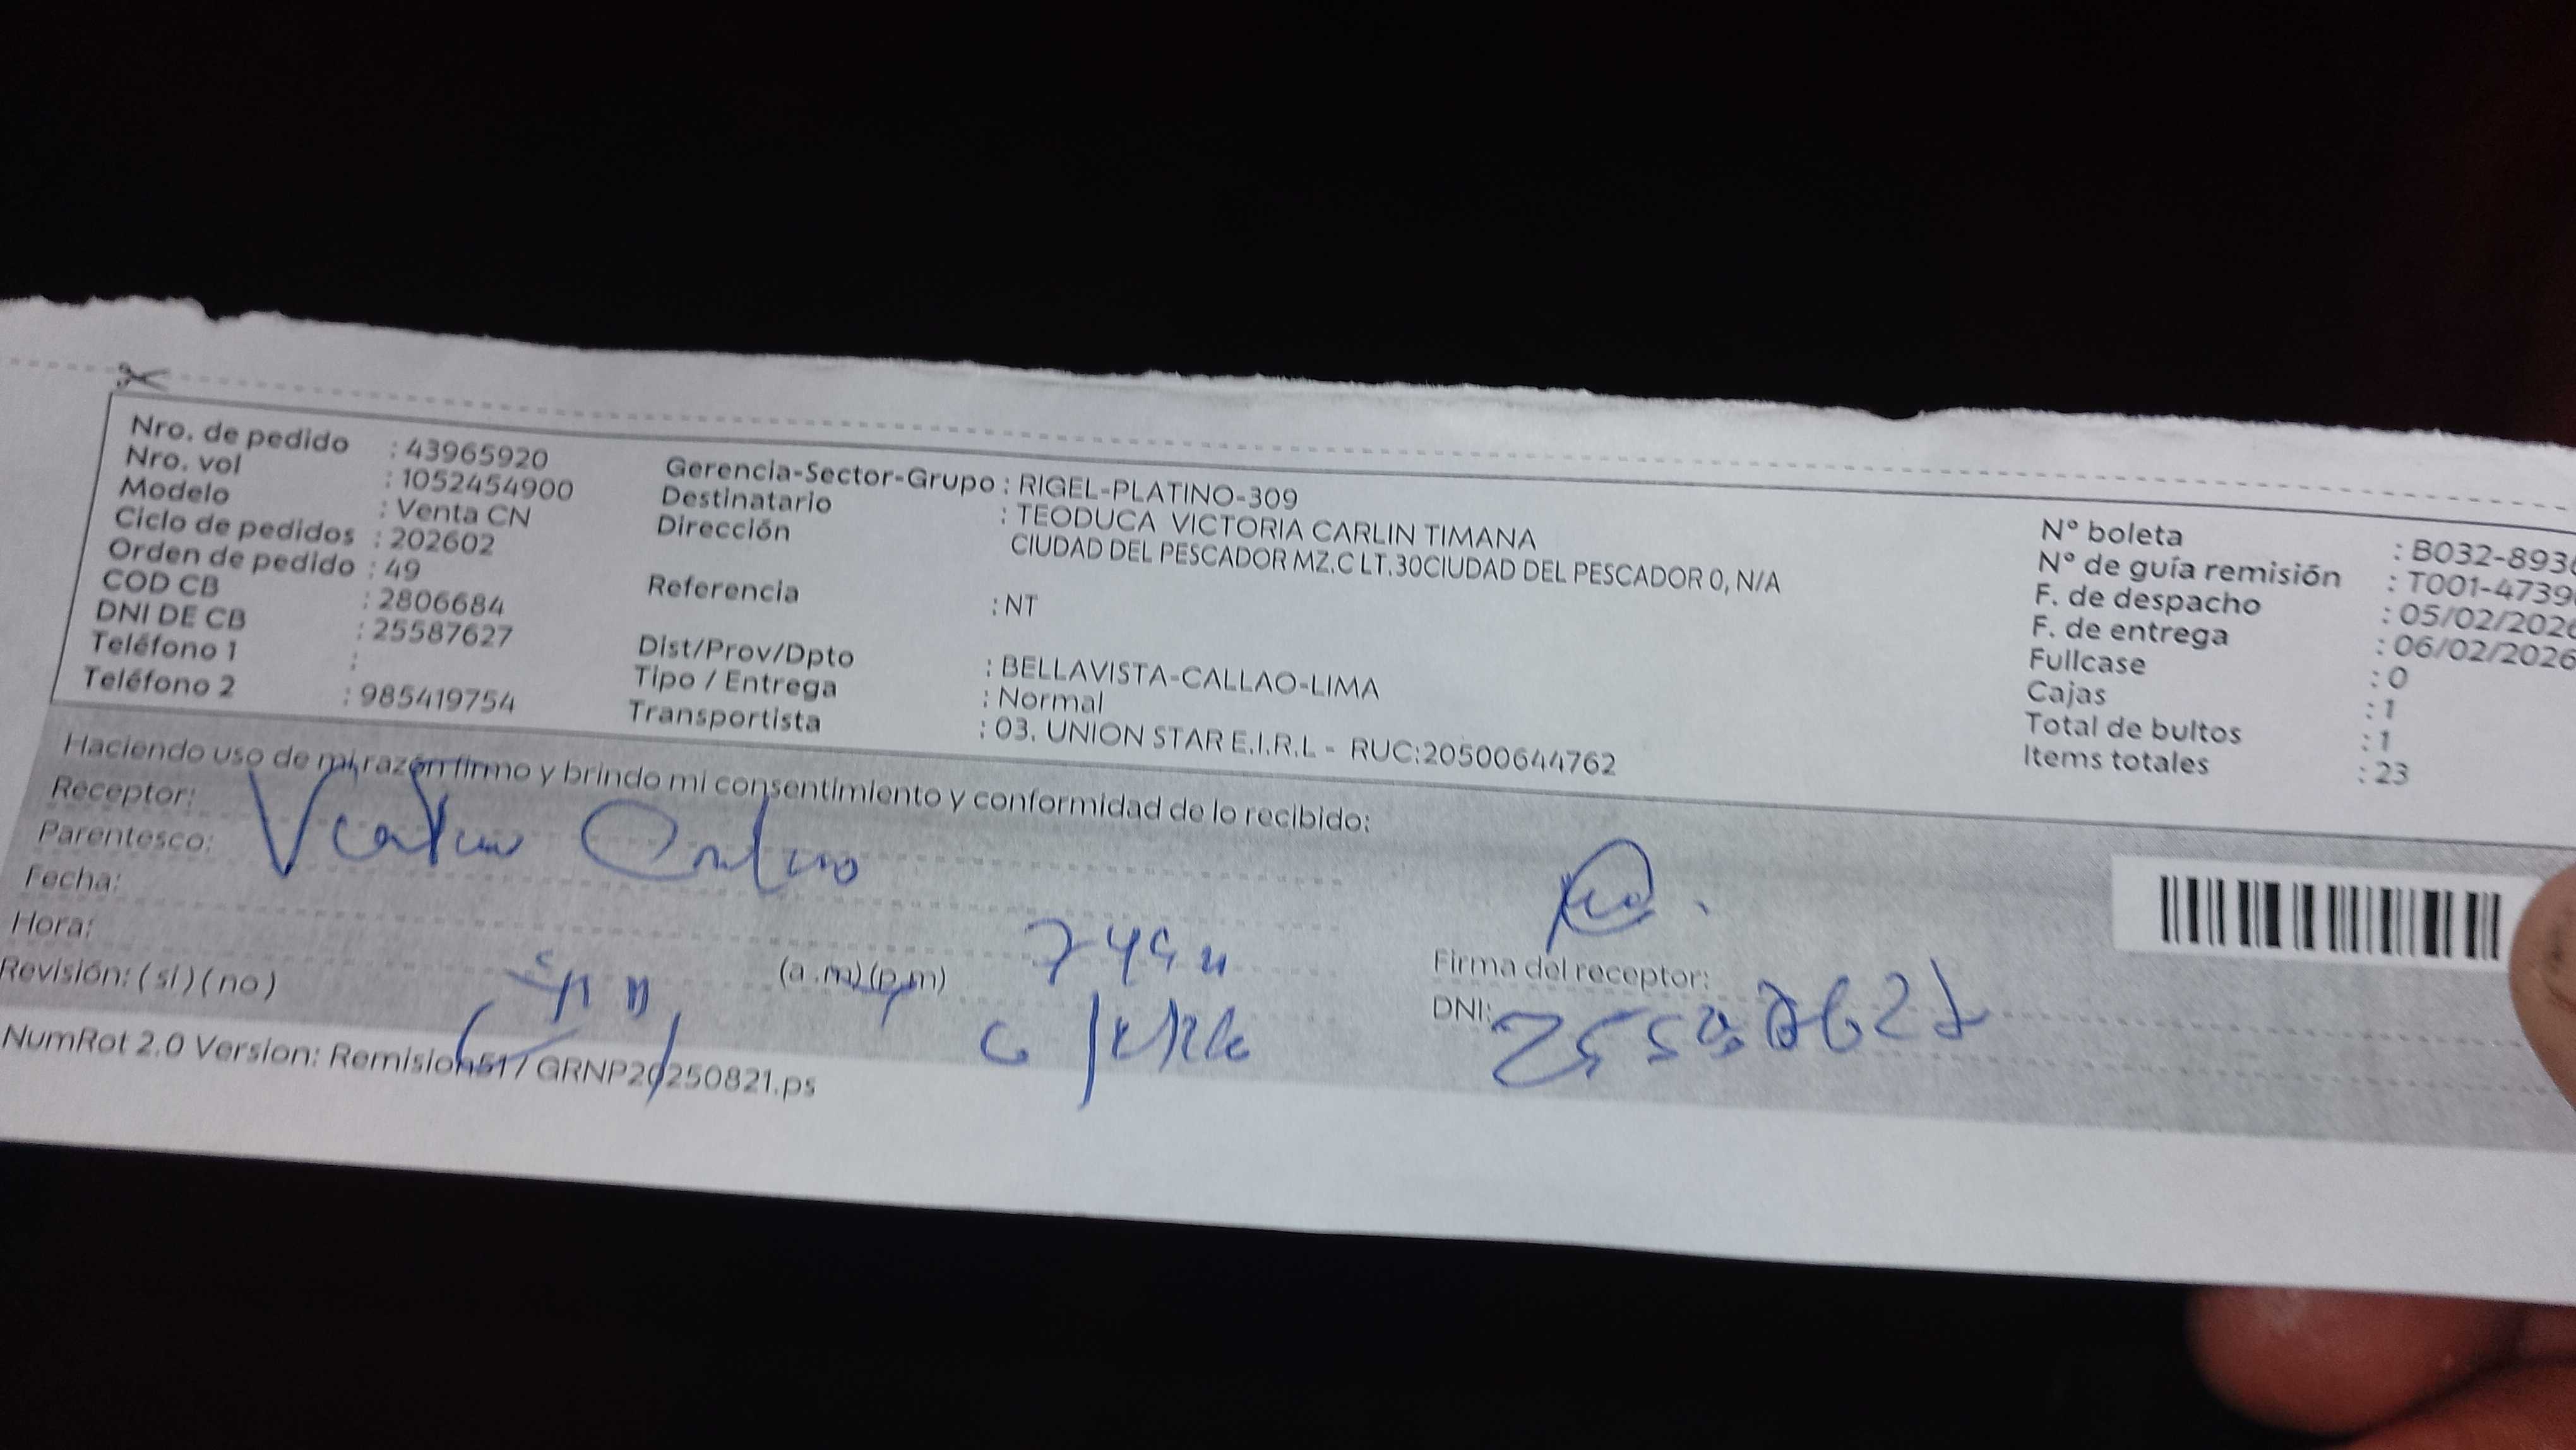 Nro. de pedido : 43965920
Nro. vol : 1052454900
Modelo : Venta CN
Ciclo de pedidos : 202602
Orden de pedido : 49
COD CB : 2806684
DNI DE CB : 25587627
Teléfono 1 :
Teléfono 2 : 985419754
Gerencia-Sector-Grupo : RIGEL-PLATINO-309
Destinatario : TEODUCA VICTORIA CARLIN TIMANA
Dirección CIUDAD DEL PESCADOR MZ.C LT.30CIUDAD DEL PESCADOR 0, N/A
Referencia : NT
Dist/Prov/Dpto : BELLAVISTA-CALLAO-LIMA
Tipo / Entrega : Normal
Transportista : 03. UNION STAR E.I.R.L - RUC:20500644762
N° boleta : B032-893
N° de guía remisión : T001-4739
F. de despacho : 05/02/2026
F. de entrega : 06/02/2026
Fullcase : 0
Cajas : 1
Total de bultos : 1
Items totales : 23
Haciendo uso de mi razón firmo y brindo mi consentimiento y conformidad de lo recibido:
Receptor:
Parentesco:
Fecha:
Hora: (a .m) (p.m)
Revisión: ( si ) ( no )
Firma del receptor:
DNI: 25587627
NumRot 2.0 Version: Remision517 GRNP20250821.ps